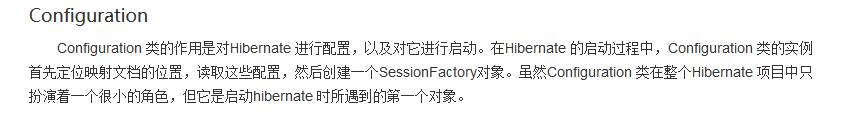 Configuration
Configuration 类的作用是对Hibernate 进行配置，以及对它进行启动。在Hibernate 的启动过程中，Configuration 类的实例
首先定位映射文档的位置，读取这些配置，然后创建一个SessionFactory对象。虽然Configuration 类在整个Hibernate 项目中只
扮演着一个很小的角色，但它是启动hibernate 时所遇到的第一个对象。